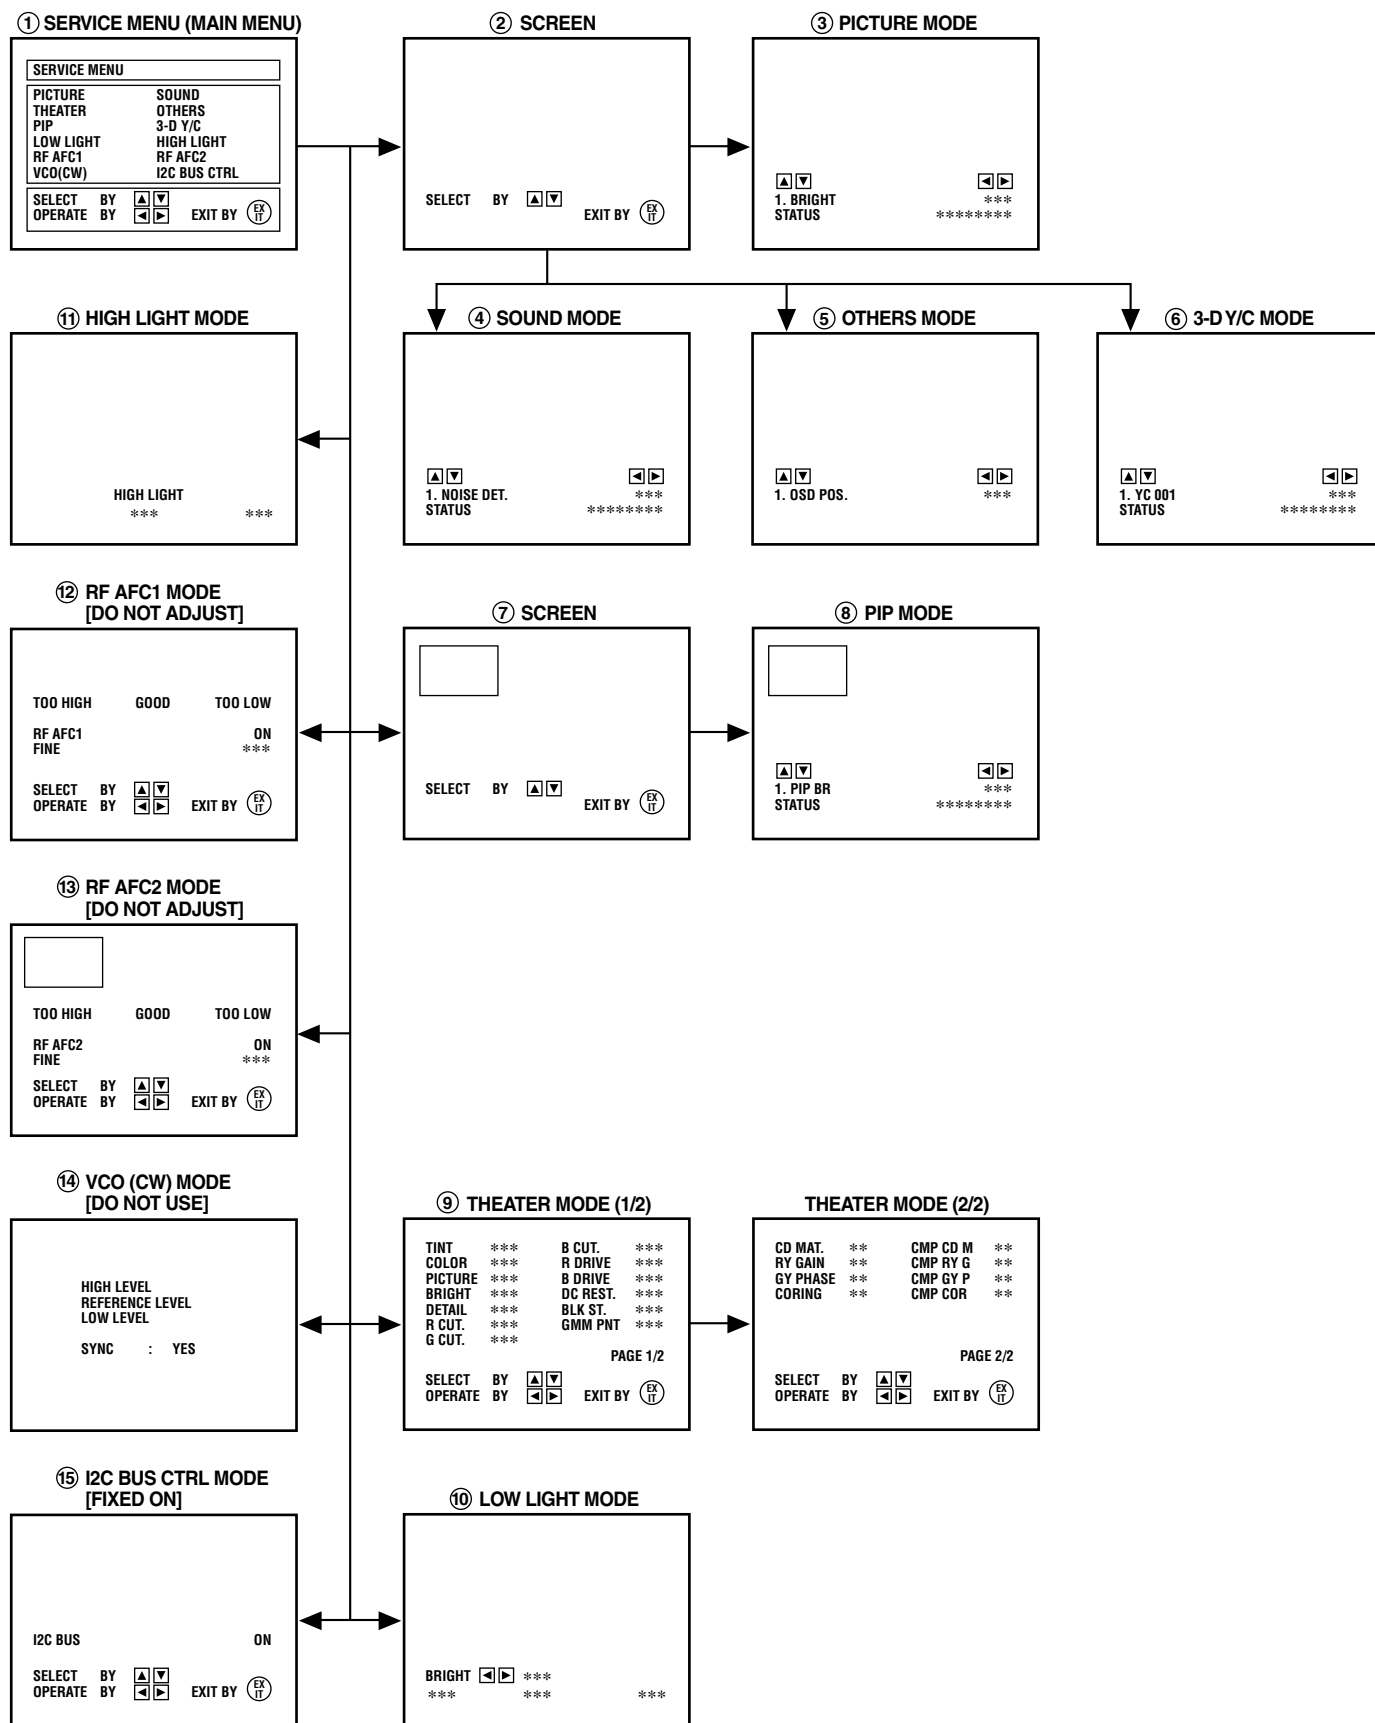 ① SERVICE MENU (MAIN MENU)
SERVICE MENU
PICTURE SOUND
THEATER OTHERS
PIP 3-D Y/C
LOW LIGHT HIGH LIGHT
RF AFC1 RF AFC2
VCO(CW) I2C BUS CTRL
SELECT BY ▲▼
OPERATE BY ◀▶ EXIT BY EXIT
② SCREEN
SELECT BY ▲▼
EXIT BY EXIT
③ PICTURE MODE
▲▼ ◀▶
1. BRIGHT ***
STATUS ********
⑪ HIGH LIGHT MODE
HIGH LIGHT
*** ***
④ SOUND MODE
▲▼ ◀▶
1. NOISE DET. ***
STATUS ********
⑤ OTHERS MODE
▲▼ ◀▶
1. OSD POS. ***
⑥ 3-D Y/C MODE
▲▼ ◀▶
1. YC 001 ***
STATUS ********
⑫ RF AFC1 MODE
[DO NOT ADJUST]
TOO HIGH GOOD TOO LOW
RF AFC1 ON
FINE ***
SELECT BY ▲▼
OPERATE BY ◀▶ EXIT BY EXIT
⑦ SCREEN
SELECT BY ▲▼
EXIT BY EXIT
⑧ PIP MODE
▲▼ ◀▶
1. PIP BR ***
STATUS ********
⑬ RF AFC2 MODE
[DO NOT ADJUST]
TOO HIGH GOOD TOO LOW
RF AFC2 ON
FINE ***
SELECT BY ▲▼
OPERATE BY ◀▶ EXIT BY EXIT
⑭ VCO (CW) MODE
[DO NOT USE]
HIGH LEVEL
REFERENCE LEVEL
LOW LEVEL
SYNC : YES
⑨ THEATER MODE (1/2)
TINT *** B CUT. ***
COLOR *** R DRIVE ***
PICTURE *** B DRIVE ***
BRIGHT *** DC REST. ***
DETAIL *** BLK ST. ***
R CUT. *** GMM PNT ***
G CUT. ***
PAGE 1/2
SELECT BY ▲▼
OPERATE BY ◀▶ EXIT BY EXIT
THEATER MODE (2/2)
CD MAT. ** CMP CD M **
RY GAIN ** CMP RY G **
GY PHASE ** CMP GY P **
CORING ** CMP COR **
PAGE 2/2
SELECT BY ▲▼
OPERATE BY ◀▶ EXIT BY EXIT
⑮ I2C BUS CTRL MODE
[FIXED ON]
I2C BUS ON
SELECT BY ▲▼
OPERATE BY ◀▶ EXIT BY EXIT
⑩ LOW LIGHT MODE
BRIGHT ◀▶ ***
*** *** ***